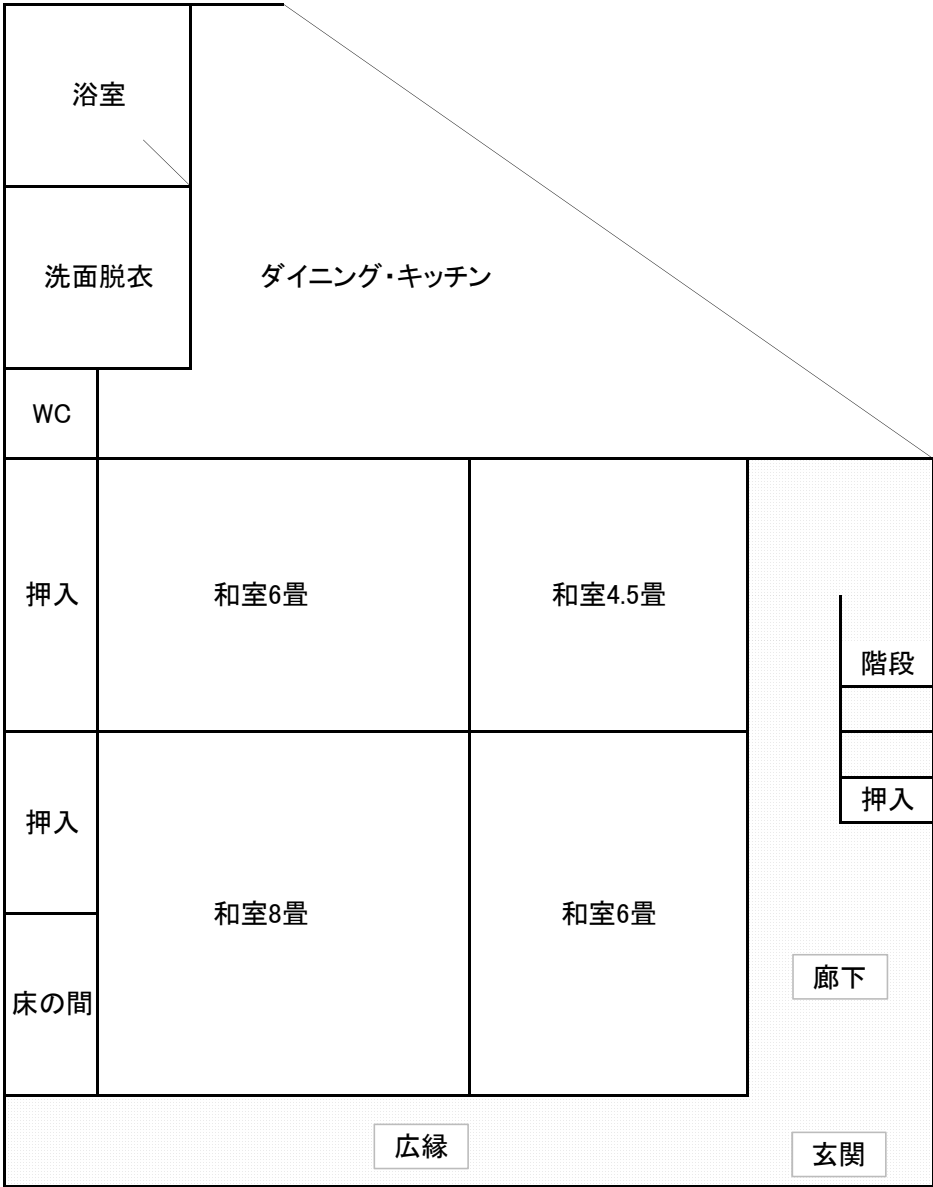 浴室
洗面脱衣
ダイニング・キッチン
WC
押入
和室6畳
和室4.5畳
階段
押入
押入
和室8畳
和室6畳
廊下
床の間
広縁
玄関